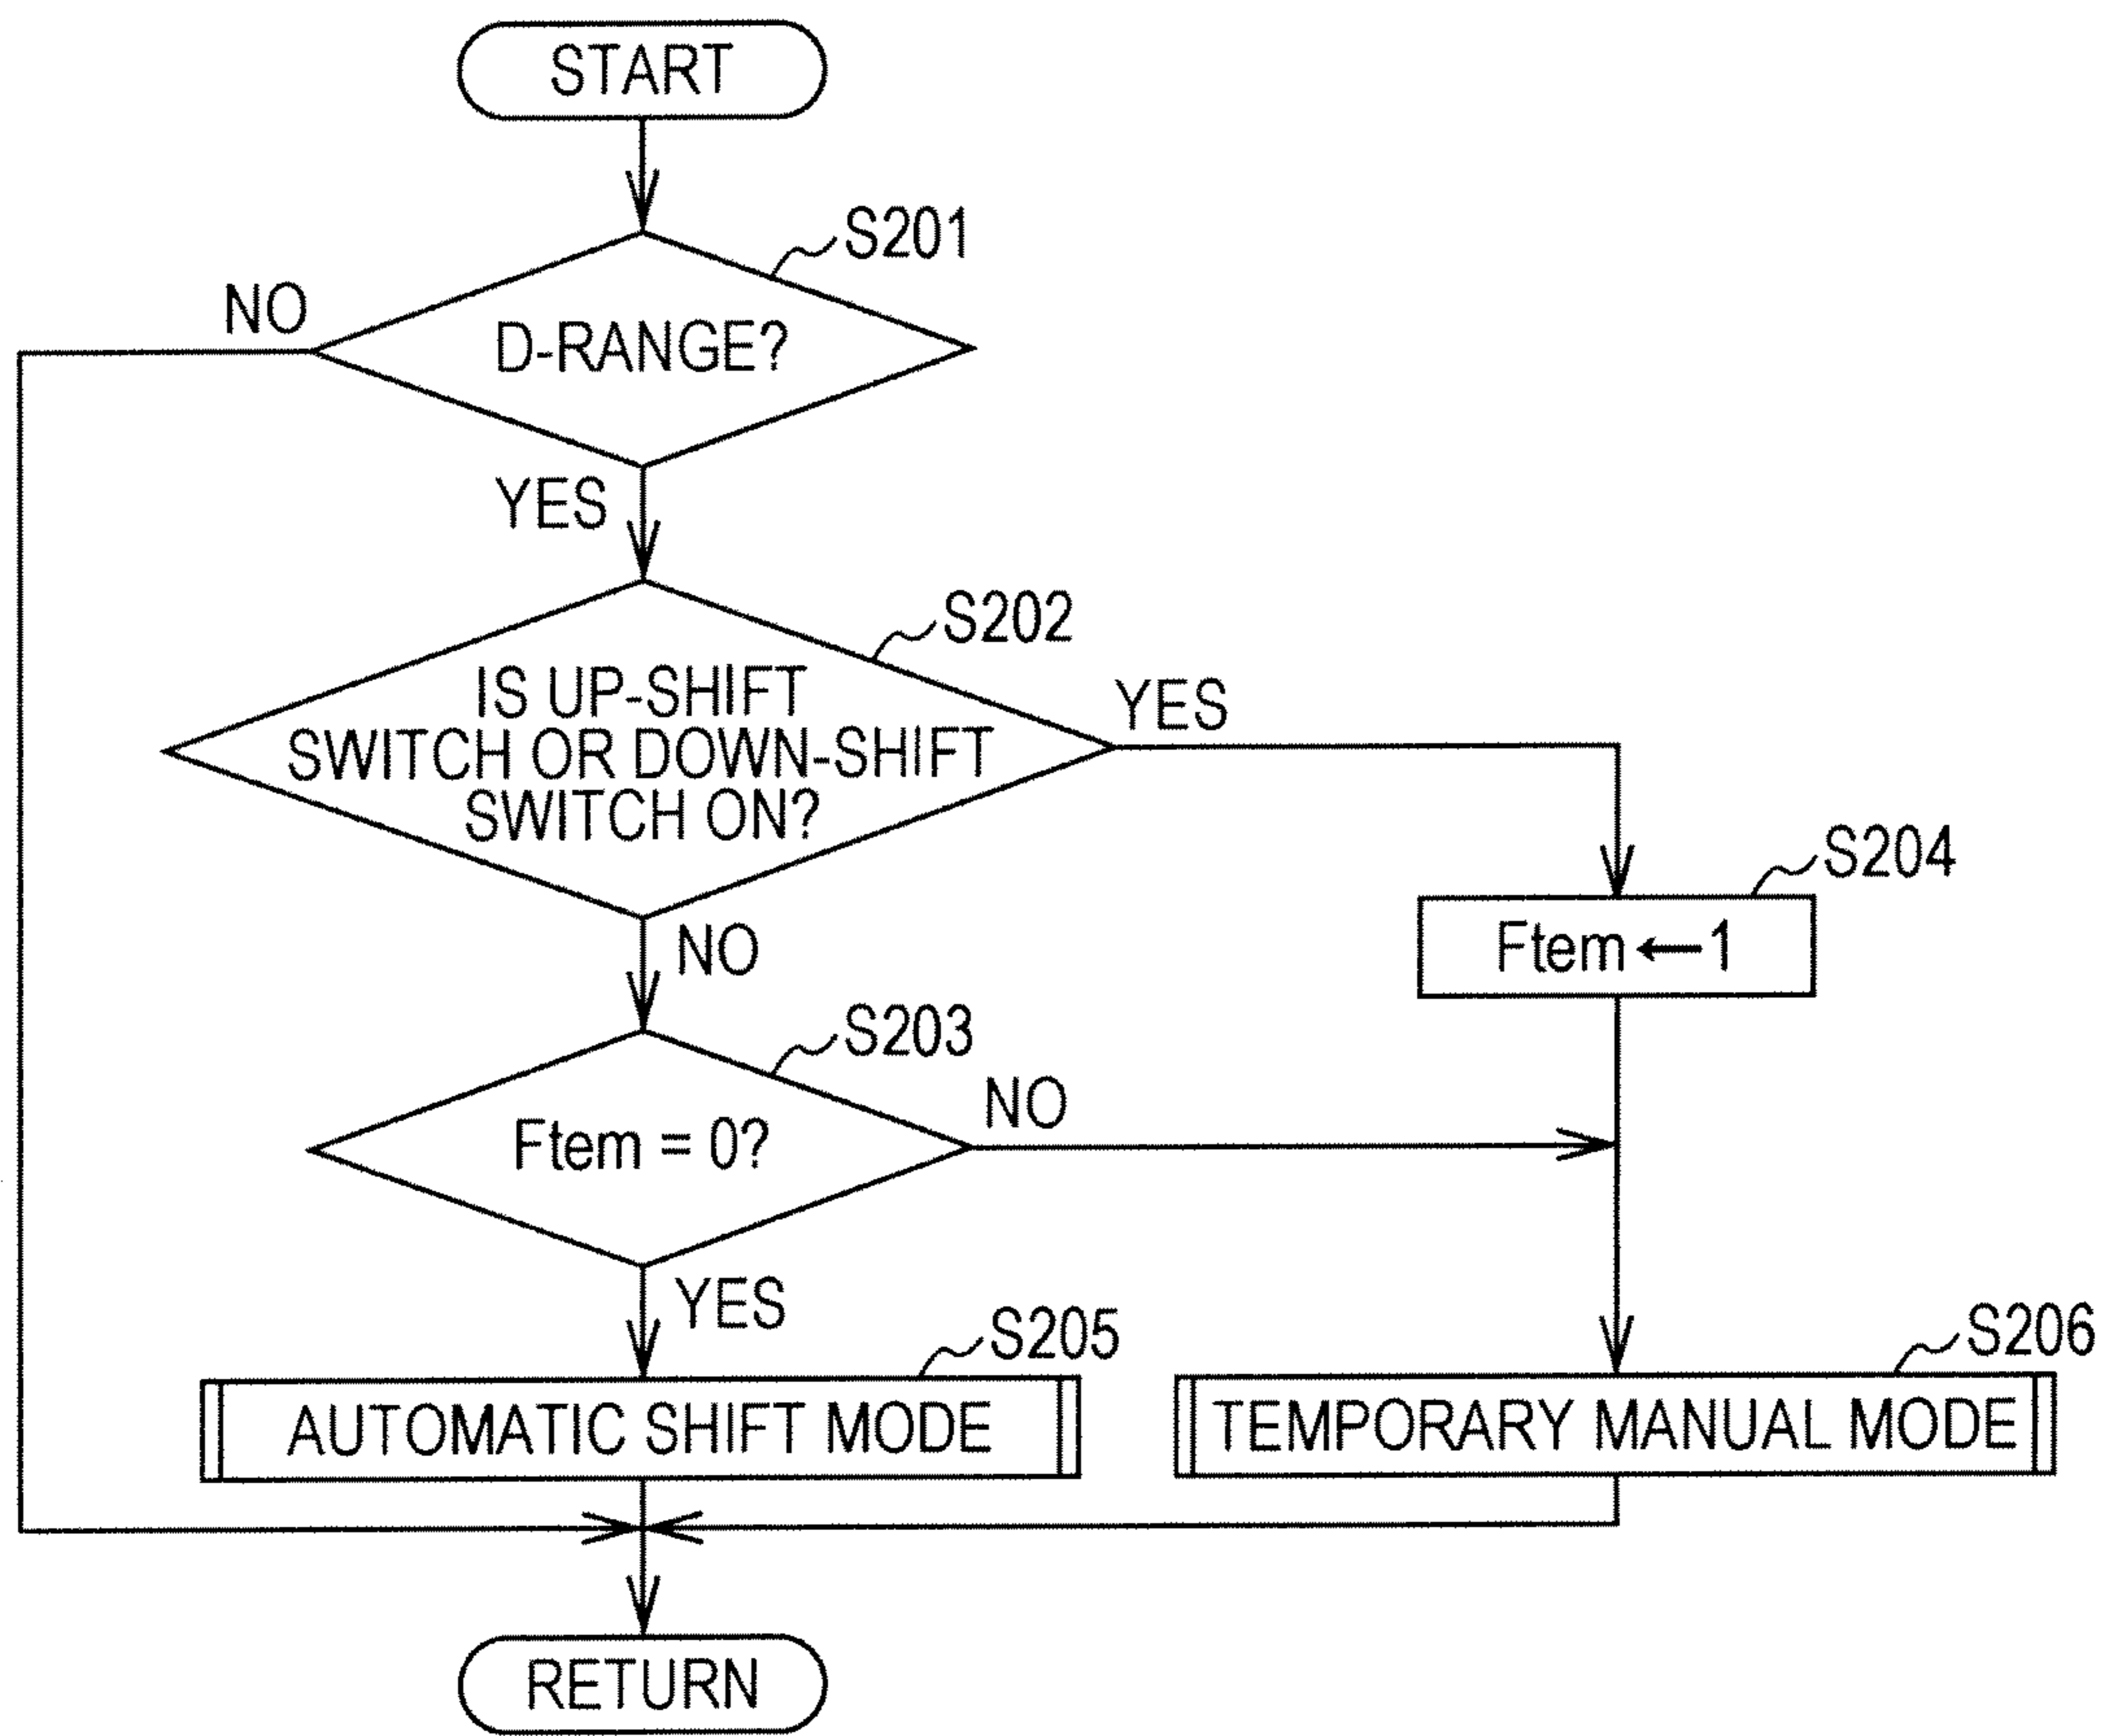 START
S201
NO
D-RANGE?
YES
S202
IS UP-SHIFT
SWITCH OR DOWN-SHIFT
SWITCH ON?
YES
S204
Ftem ← 1
NO
S203
Ftem = 0?
NO
YES
S205
AUTOMATIC SHIFT MODE
S206
TEMPORARY MANUAL MODE
RETURN